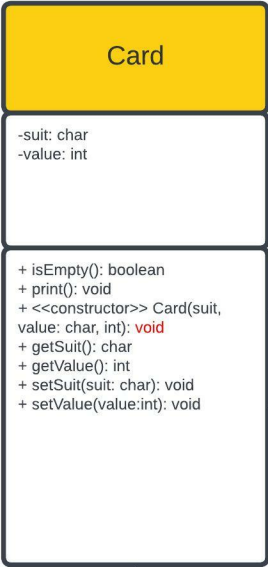 Card
-suit: char
-value: int
+ isEmpty(): boolean
+ print(): void
+ <<constructor>> Card(suit,
value: char, int): void
+ getSuit(): char
+ getValue(): int
+ setSuit(suit: char): void
+ setValue(value:int): void